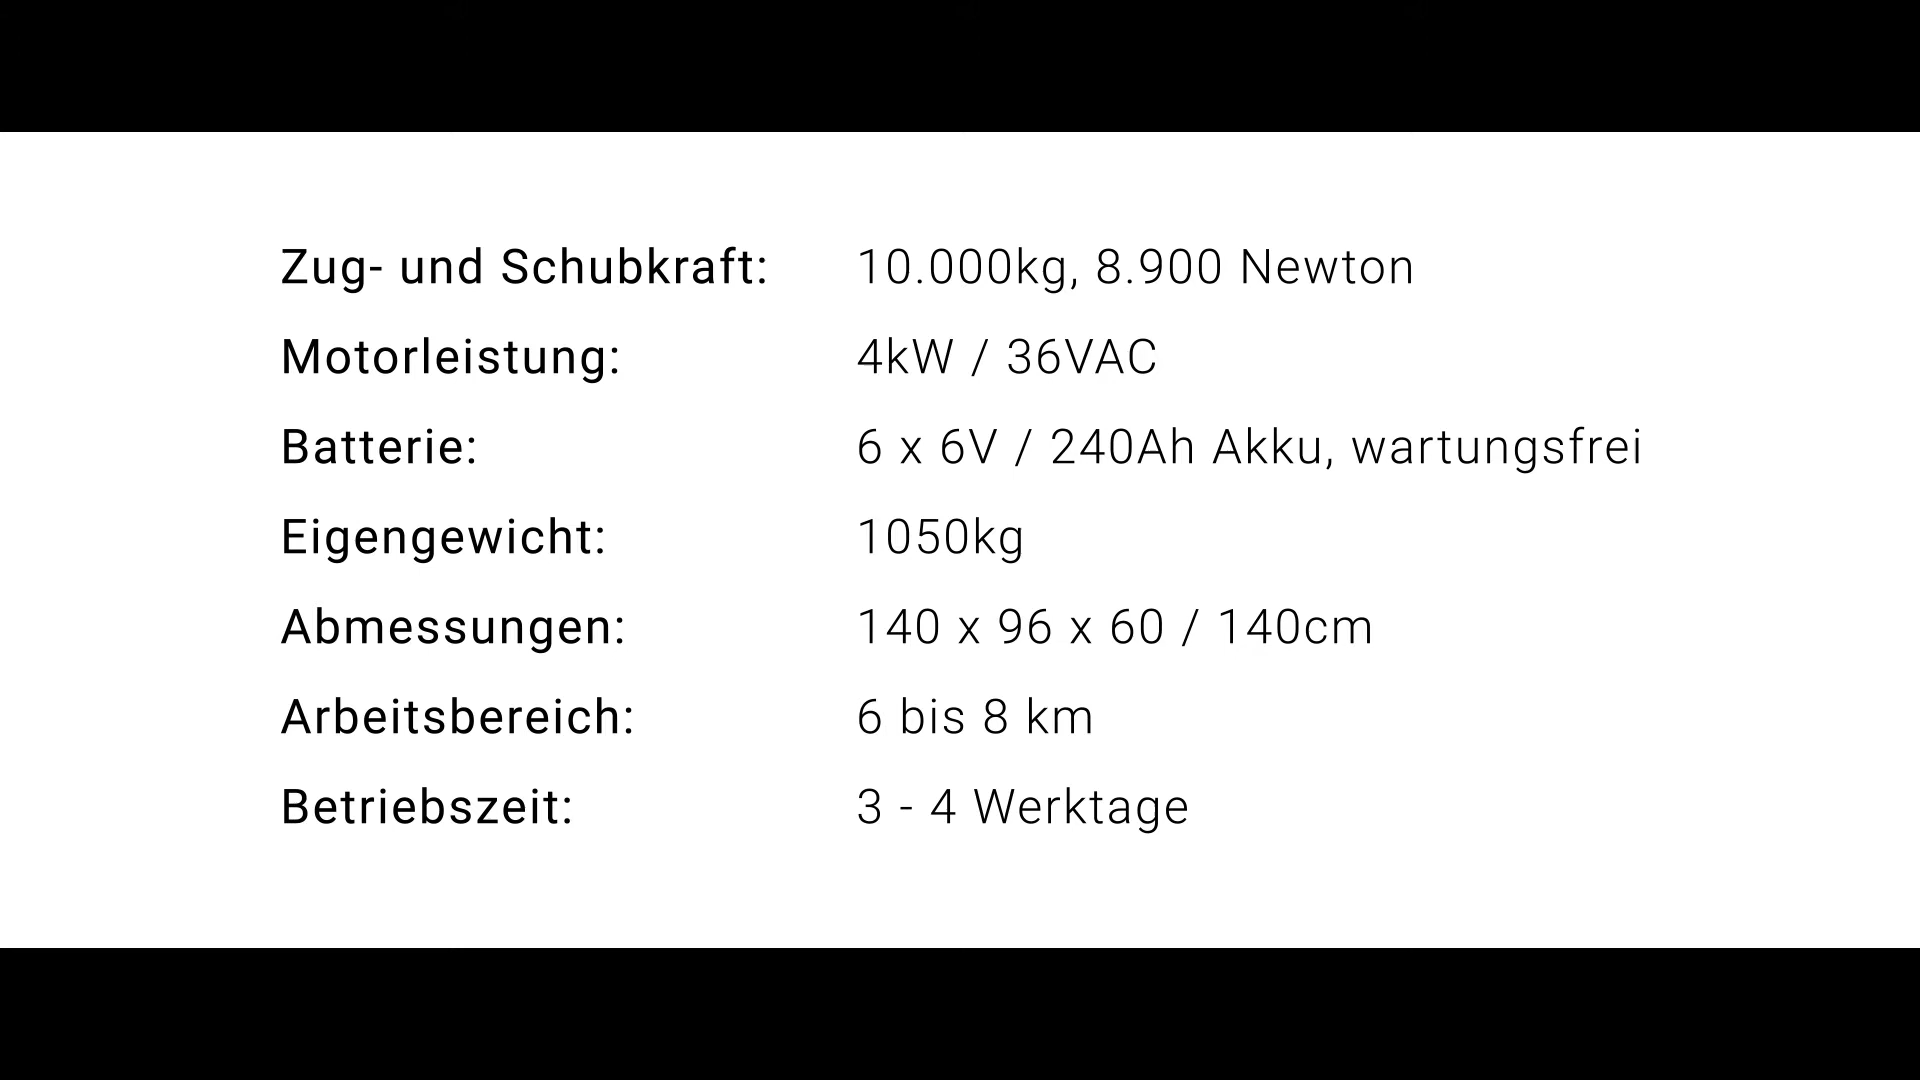 Zug- und Schubkraft: 10.000kg, 8.900 Newton
Motorleistung: 4kW / 36VAC
Batterie: 6 x 6V / 240Ah Akku, wartungsfrei
Eigengewicht: 1050kg
Abmessungen: 140 x 96 x 60 / 140cm
Arbeitsbereich: 6 bis 8 km
Betriebszeit: 3 - 4 Werktage